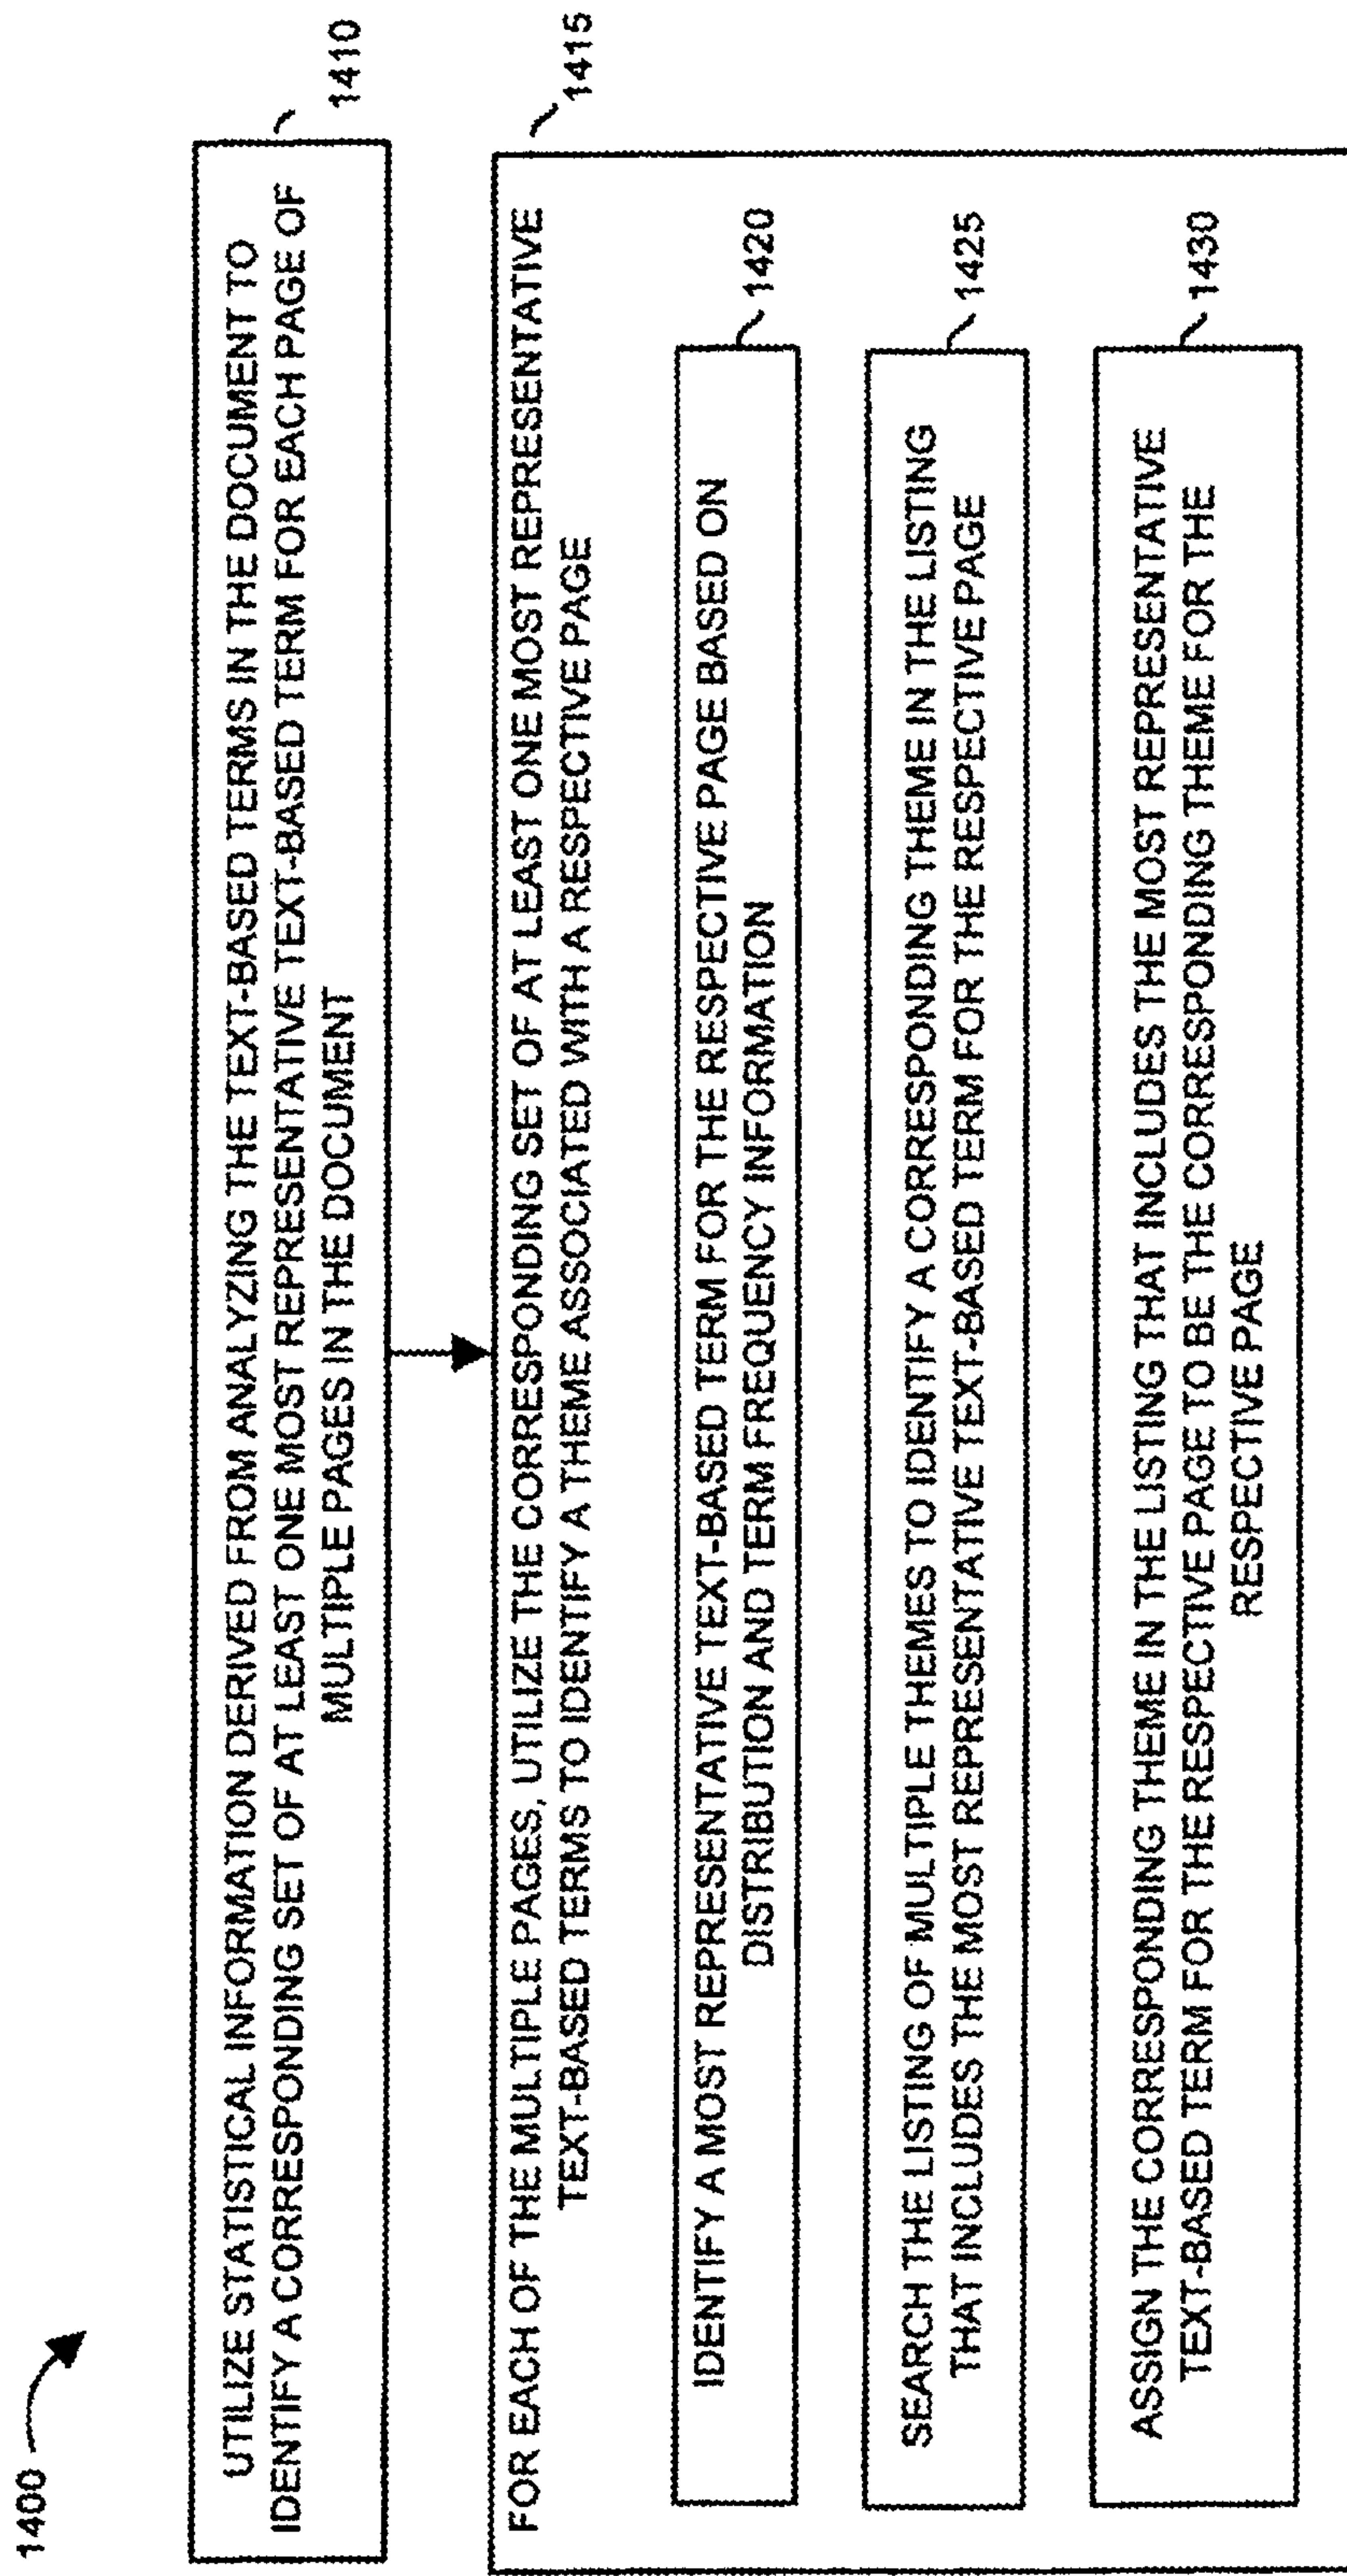 1400
UTILIZE STATISTICAL INFORMATION DERIVED FROM ANALYZING THE TEXT-BASED TERMS IN THE DOCUMENT TO
IDENTIFY A CORRESPONDING SET OF AT LEAST ONE MOST REPRESENTATIVE TEXT-BASED TERM FOR EACH PAGE OF
MULTIPLE PAGES IN THE DOCUMENT
1410
FOR EACH OF THE MULTIPLE PAGES, UTILIZE THE CORRESPONDING SET OF AT LEAST ONE MOST REPRESENTATIVE
TEXT-BASED TERMS TO IDENTIFY A THEME ASSOCIATED WITH A RESPECTIVE PAGE
1415
IDENTIFY A MOST REPRESENTATIVE TEXT-BASED TERM FOR THE RESPECTIVE PAGE BASED ON
DISTRIBUTION AND TERM FREQUENCY INFORMATION
1420
SEARCH THE LISTING OF MULTIPLE THEMES TO IDENTIFY A CORRESPONDING THEME IN THE LISTING
THAT INCLUDES THE MOST REPRESENTATIVE TEXT-BASED TERM FOR THE RESPECTIVE PAGE
1425
ASSIGN THE CORRESPONDING THEME IN THE LISTING THAT INCLUDES THE MOST REPRESENTATIVE
TEXT-BASED TERM FOR THE RESPECTIVE PAGE TO BE THE CORRESPONDING THEME FOR THE
RESPECTIVE PAGE
1430